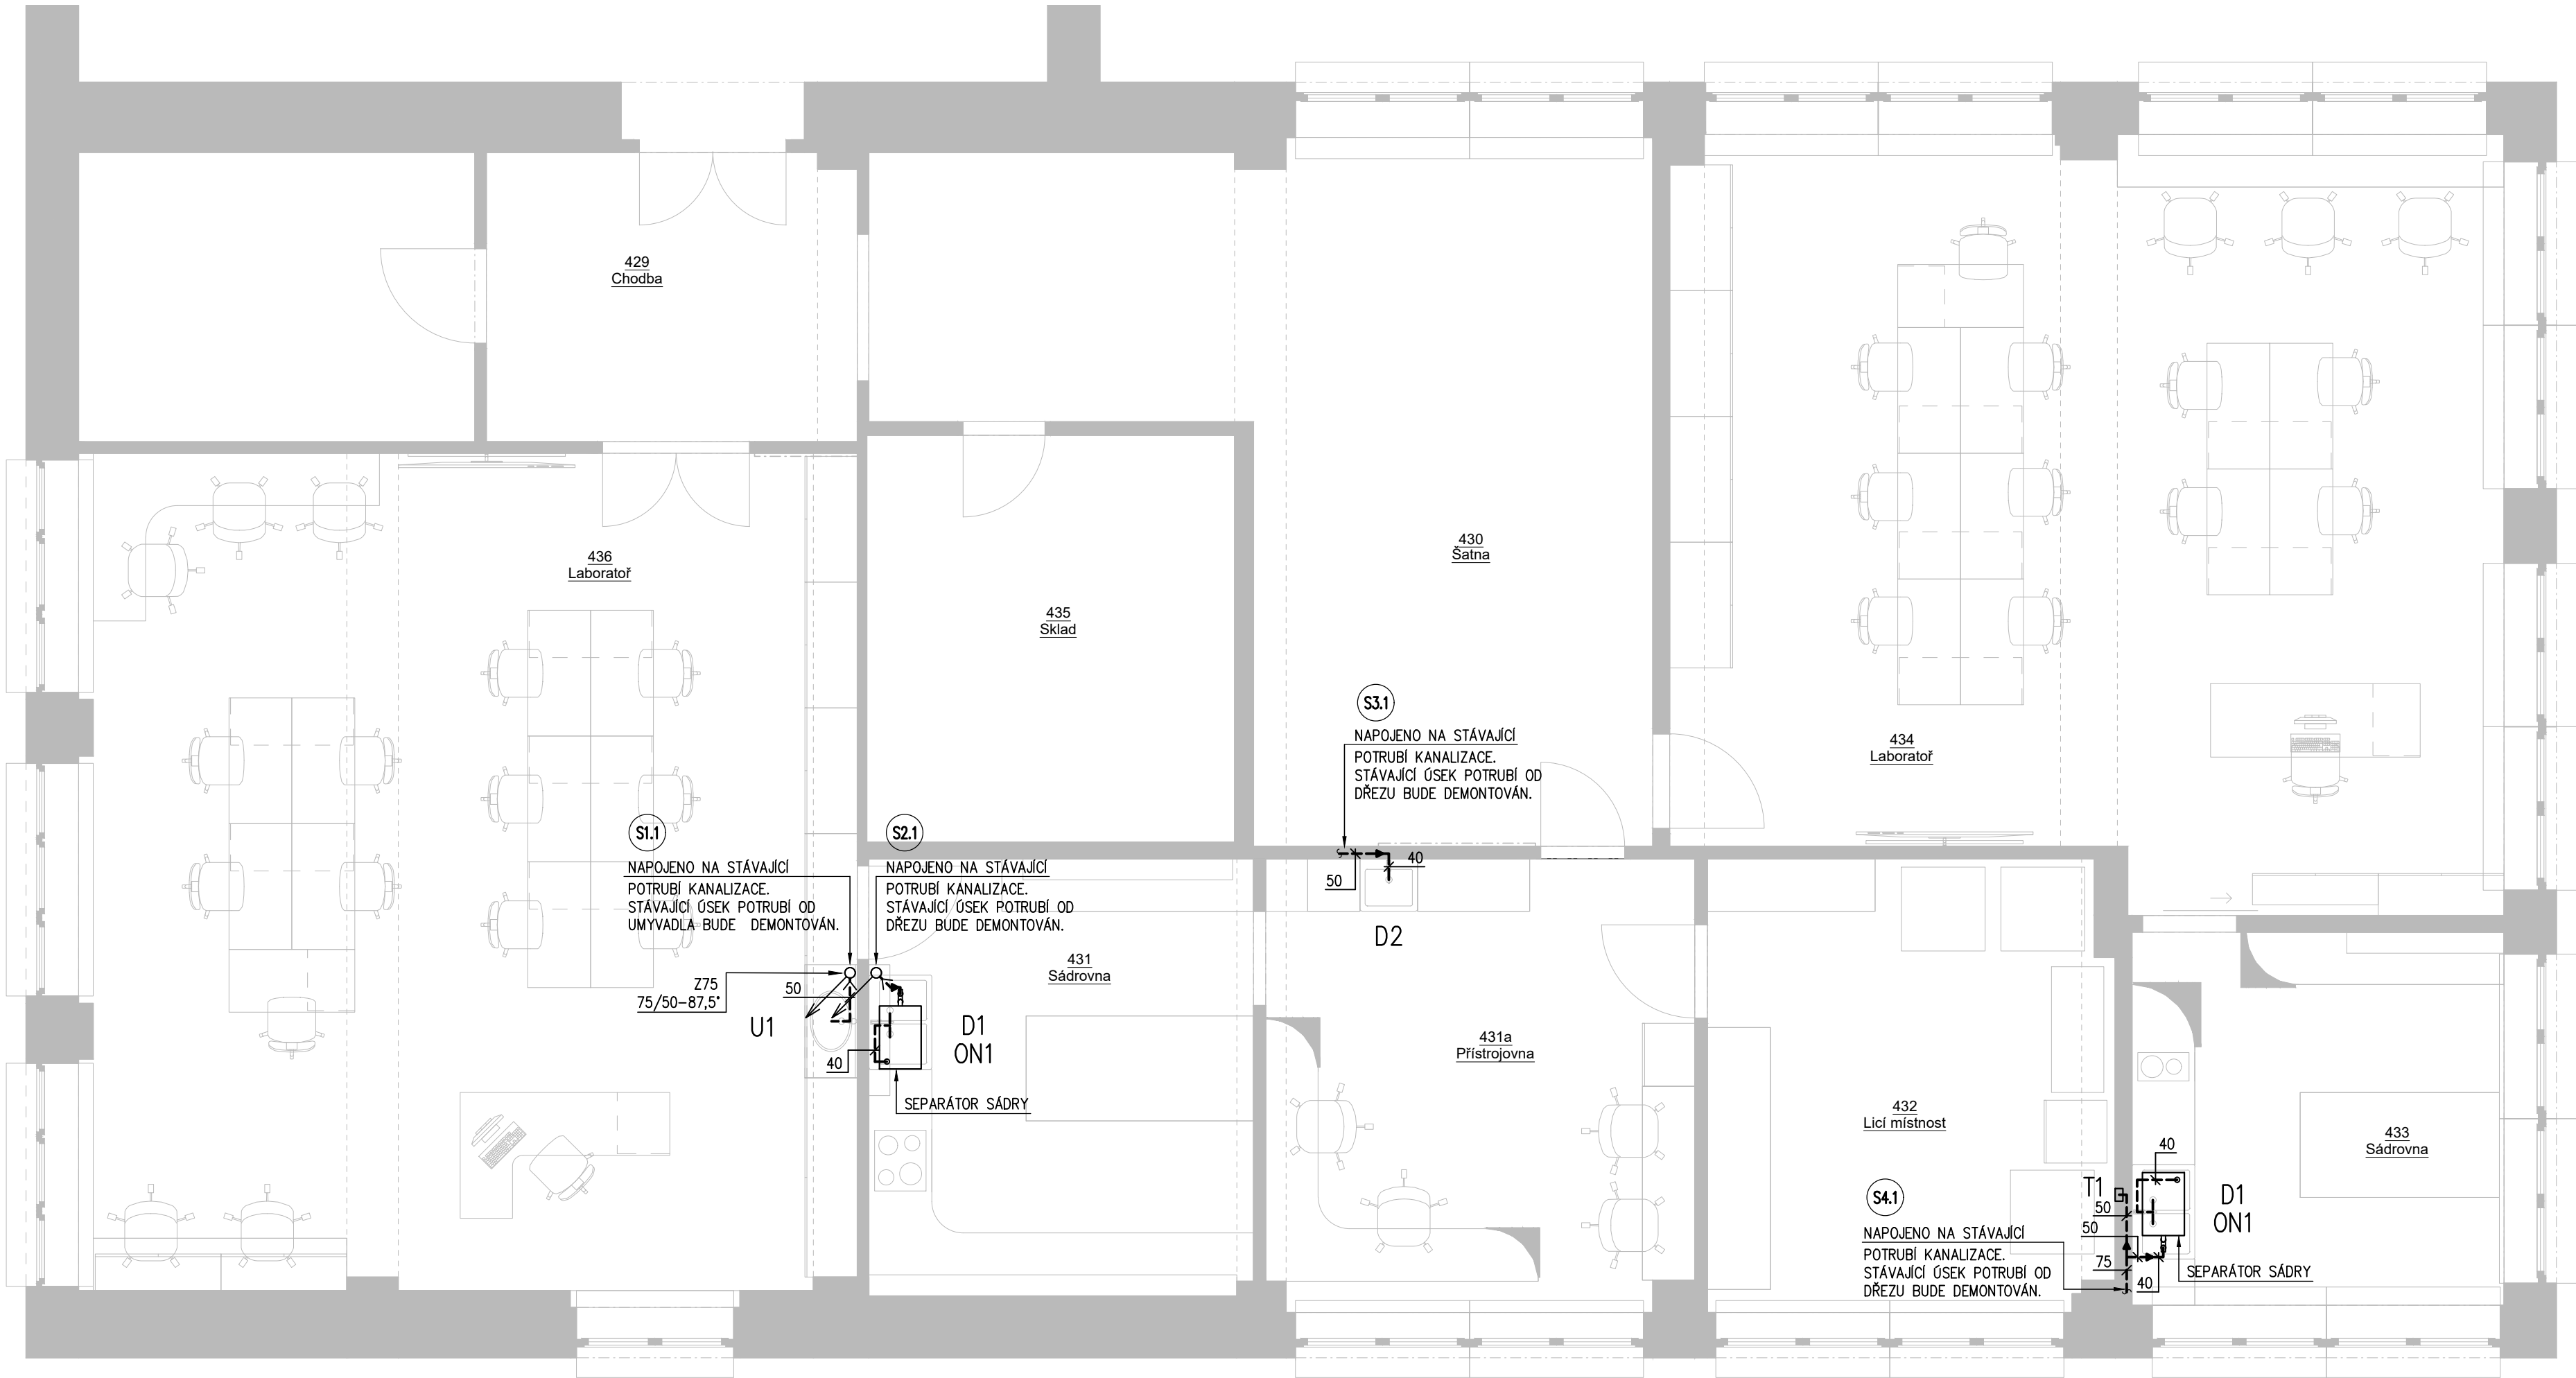 429
Chodba
436
Laboratoř
435
Sklad
430
Šatna
434
Laboratoř
S3.1
NAPOJENO NA STÁVAJÍCÍ
POTRUBÍ KANALIZACE.
STÁVAJÍCÍ ÚSEK POTRUBÍ OD
DŘEZU BUDE DEMONTOVÁN.
40
50
D2
S1.1
NAPOJENO NA STÁVAJÍCÍ
POTRUBÍ KANALIZACE.
STÁVAJÍCÍ ÚSEK POTRUBÍ OD
UMYVADLA BUDE DEMONTOVÁN.
Z75
75/50-87,5°
50
U1
40
S2.1
NAPOJENO NA STÁVAJÍCÍ
POTRUBÍ KANALIZACE.
STÁVAJÍCÍ ÚSEK POTRUBÍ OD
DŘEZU BUDE DEMONTOVÁN.
431
Sádrovna
D1
ON1
SEPARÁTOR SÁDRY
431a
Přístrojovna
432
Licí místnost
433
Sádrovna
S4.1
NAPOJENO NA STÁVAJÍCÍ
POTRUBÍ KANALIZACE.
STÁVAJÍCÍ ÚSEK POTRUBÍ OD
DŘEZU BUDE DEMONTOVÁN.
T1
50
50
75
40
40
D1
ON1
SEPARÁTOR SÁDRY